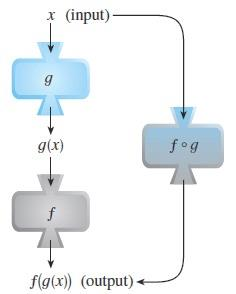 x (input)
g
g(x)
f∘g
f
f(g(x)) (output)